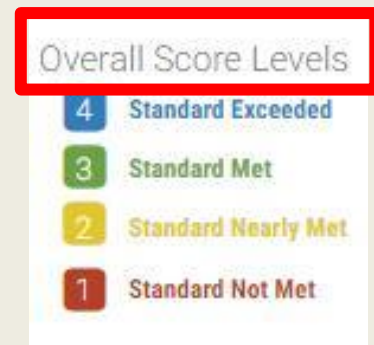 Overall Score Levels
4 Standard Exceeded
3 Standard Met
2 Standard Nearly Met
1 Standard Not Met